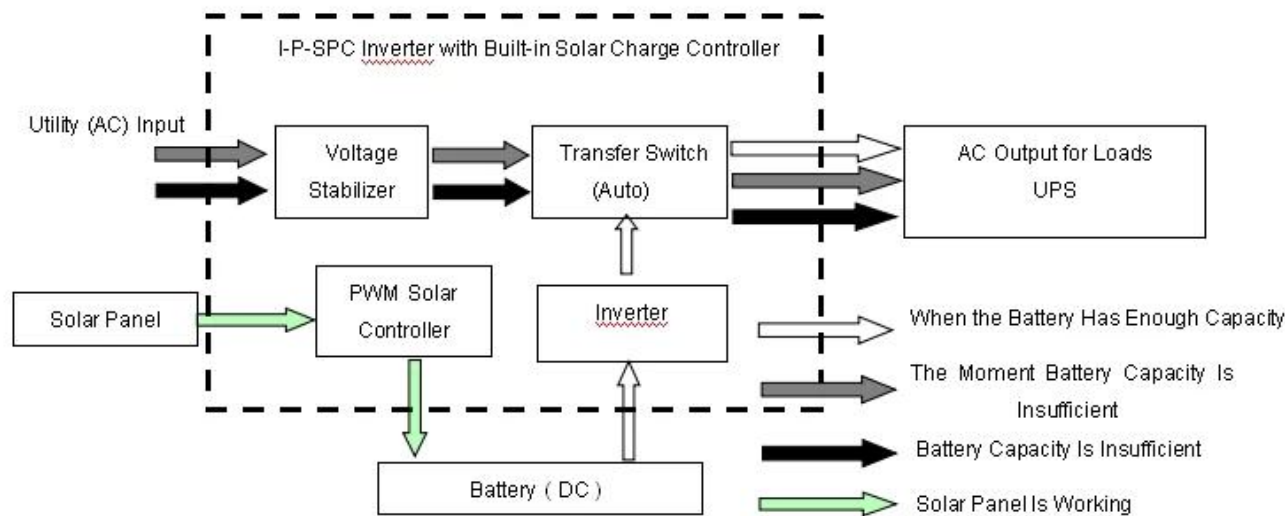 I-P-SPC Inverter with Built-in Solar Charge Controller
Utility (AC) Input
Voltage
Stabilizer
Transfer Switch
(Auto)
AC Output for Loads
UPS
Solar Panel
PWM Solar
Controller
Inverter
Battery ( DC )
When the Battery Has Enough Capacity
The Moment Battery Capacity Is
Insufficient
Battery Capacity Is Insufficient
Solar Panel Is Working